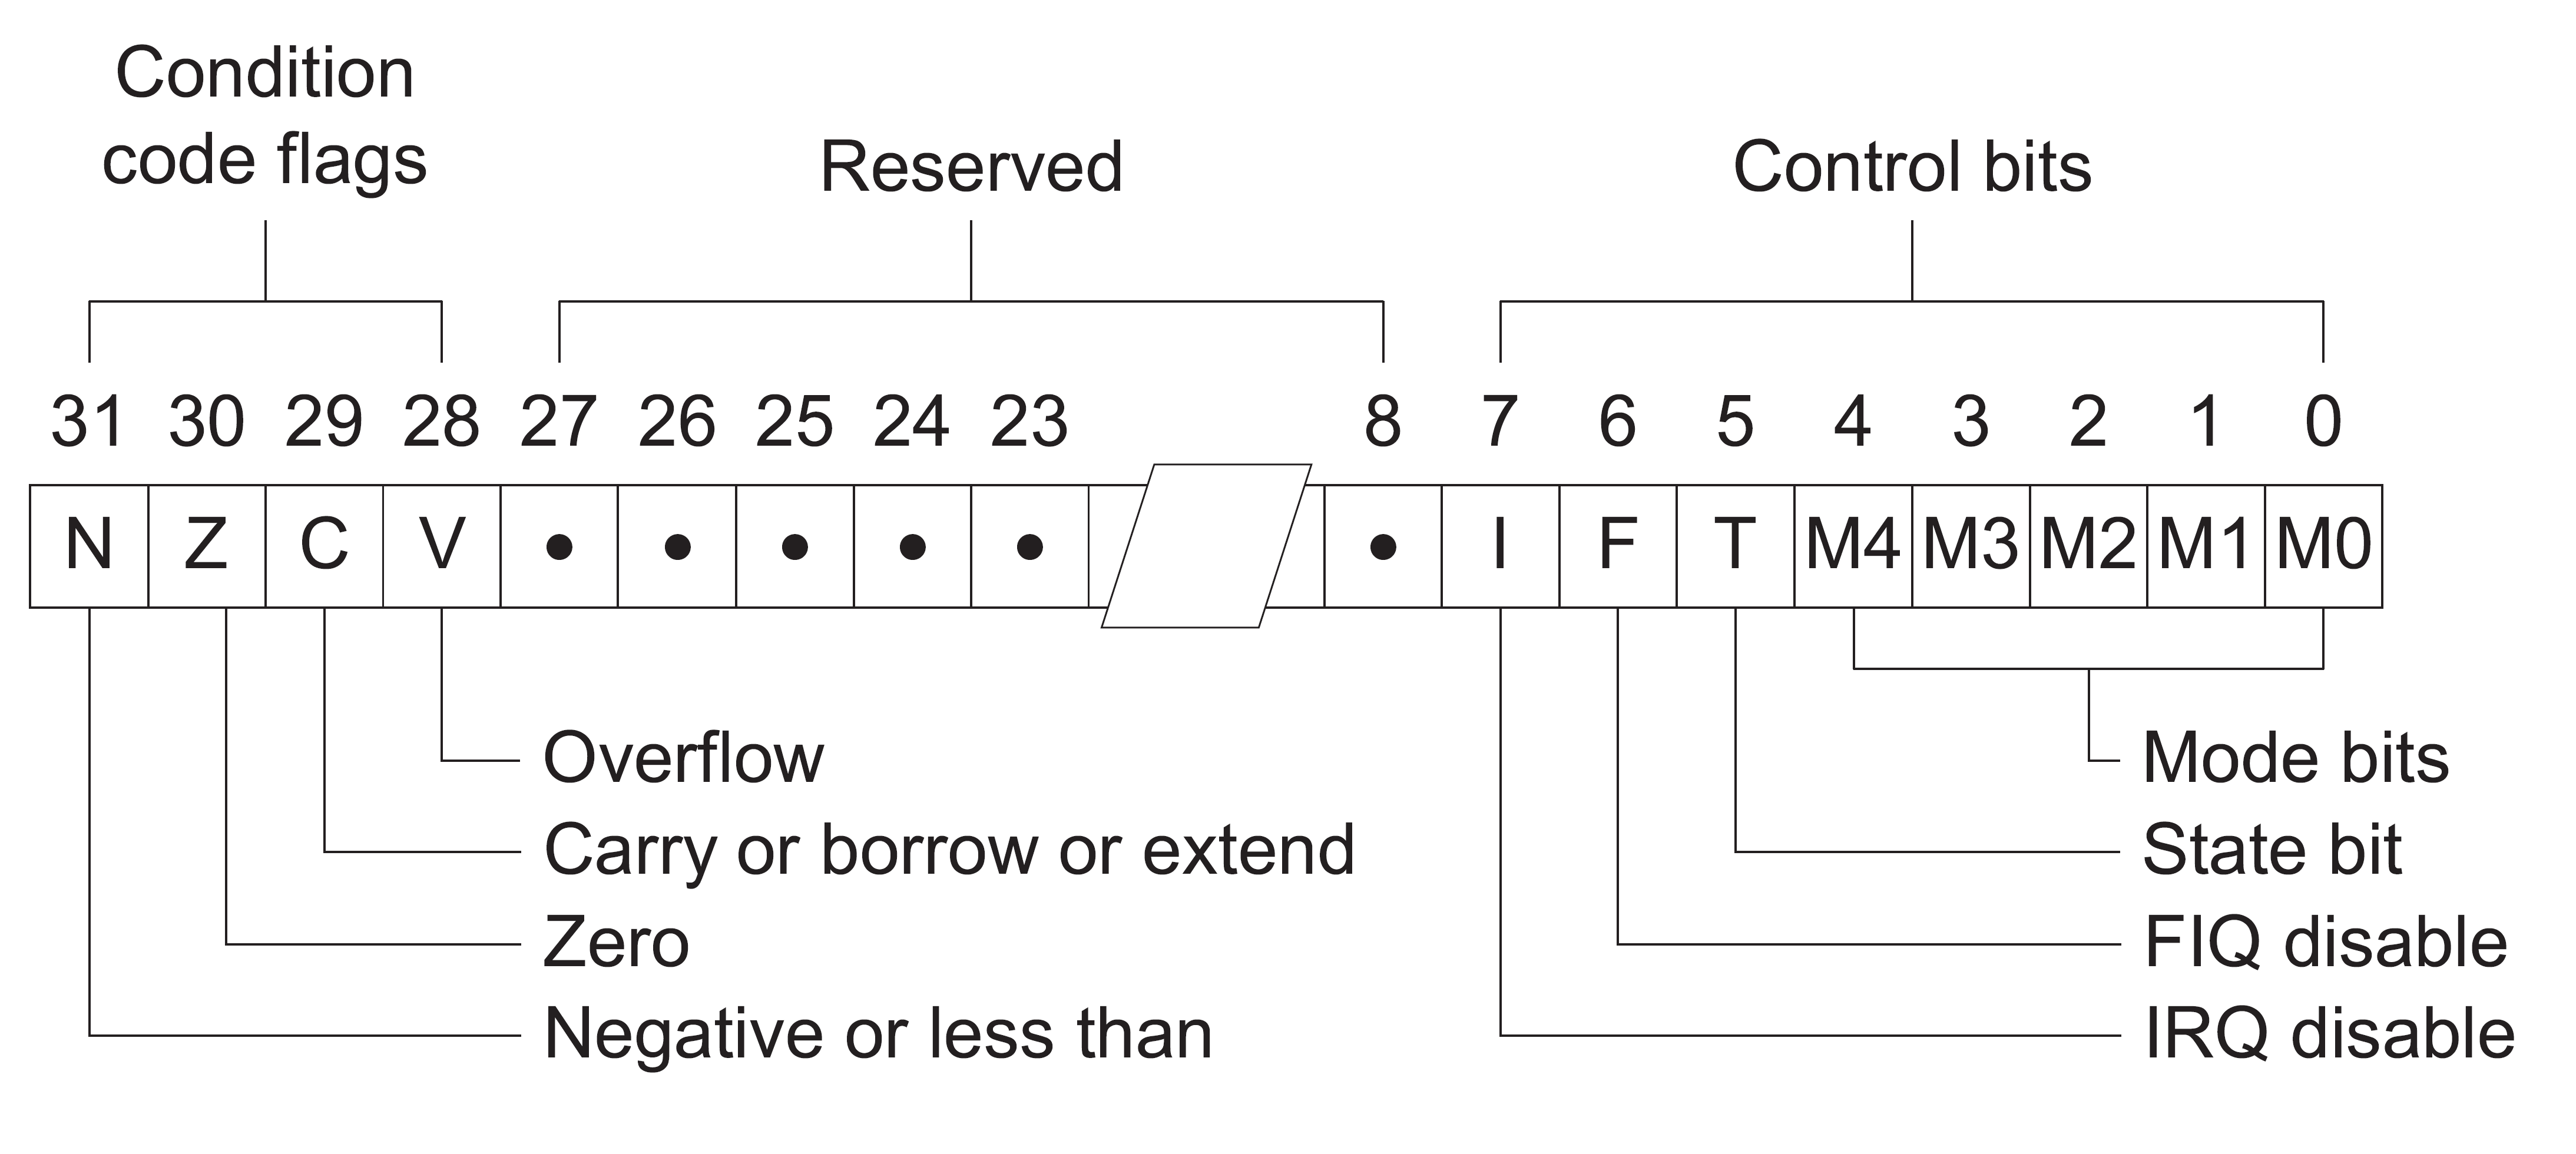 Condition
code flags
Reserved
Control bits
31 30 29 28 27 26 25 24 23 8 7 6 5 4 3 2 1 0
N Z C V • • • • • • I F T M4 M3 M2 M1 M0
Overflow
Carry or borrow or extend
Zero
Negative or less than
Mode bits
State bit
FIQ disable
IRQ disable